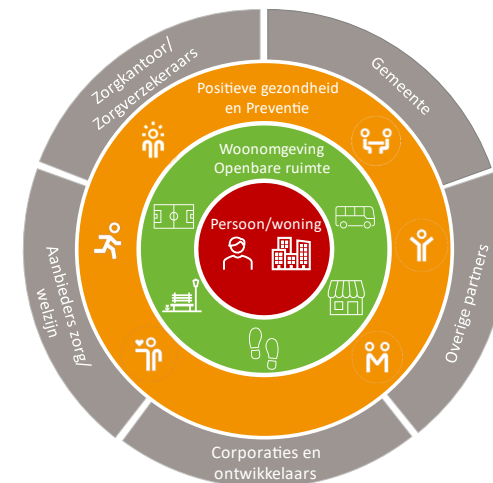 Zorgkantoor/
Zorgverzekeraars
Gemeente
Positieve gezondheid
en Preventie
Woonomgeving
Openbare ruimte
Persoon/woning
Aanbieders zorg/
welzijn
Overige partners
Corporaties en
ontwikkelaars